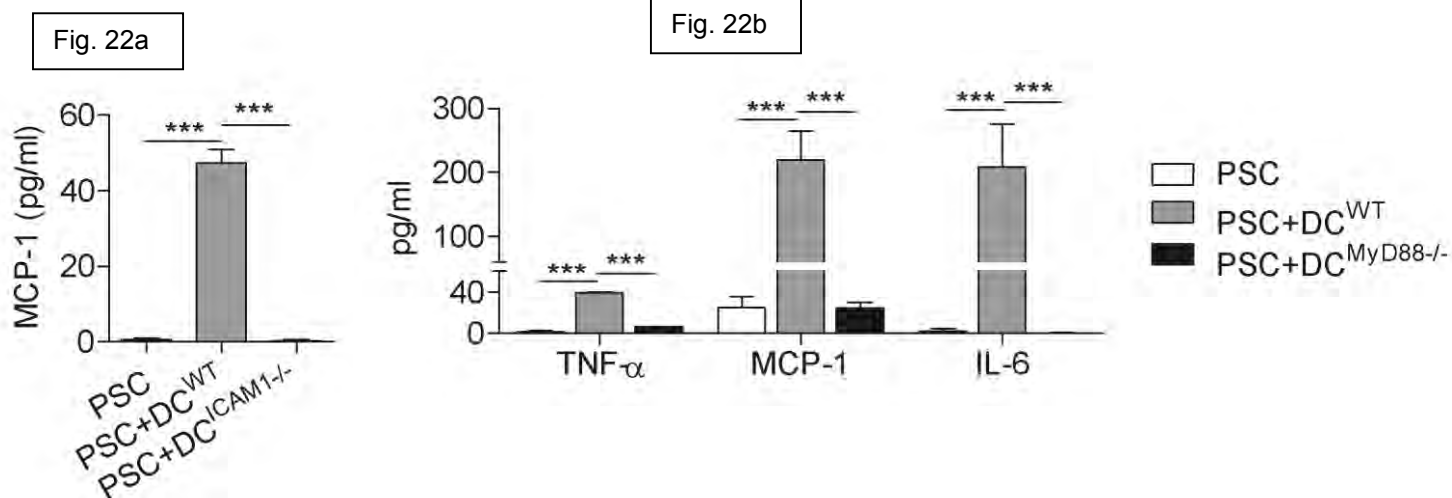 Fig. 22a
Fig. 22b
MCP-1 (pg/ml)
60
40
20
0
***
***
PSC
PSC+DC^WT
PSC+DC^ICAM1-/-
pg/ml
300
200
100
40
0
*** ***
*** ***
*** ***
TNF-α MCP-1 IL-6
PSC
PSC+DC^WT
PSC+DC^MyD88-/-